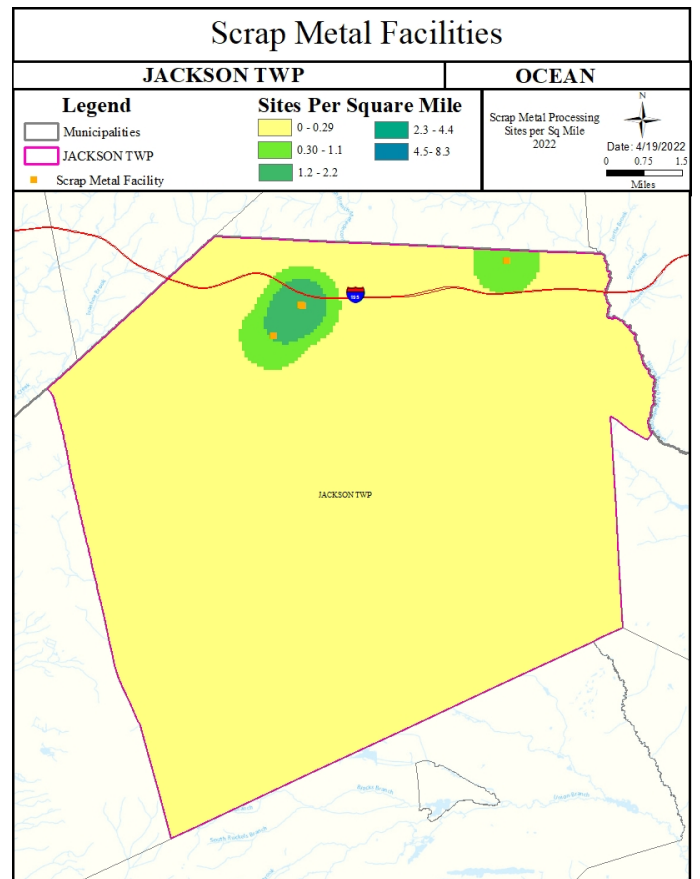 Scrap Metal Facilities
JACKSON TWP
OCEAN
Legend
Municipalities
JACKSON TWP
Scrap Metal Facility
Sites Per Square Mile
0 - 0.29
0.30 - 1.1
1.2 - 2.2
2.3 - 4.4
4.5- 8.3
Scrap Metal Processing
Sites per Sq Mile
2022
N
Date: 4/19/2022
0 0.75 1.5
Miles
195
JACKSON TWP
Branch